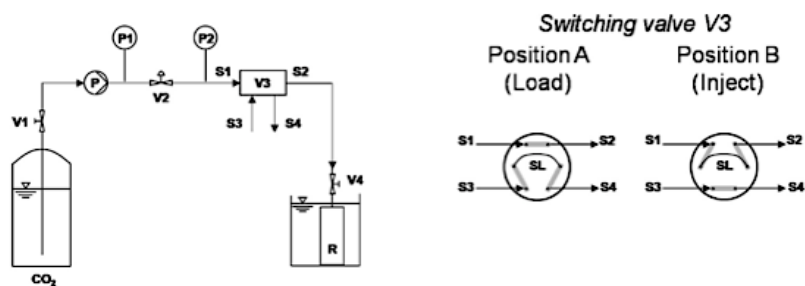 Switching valve V3
Position A
(Load)
Position B
(Inject)
P1
P2
P
V2
S1
V3
S2
S3
S4
V1
V4
R
CO₂
S1
S2
SL
S3
S4
S1
S2
SL
S3
S4